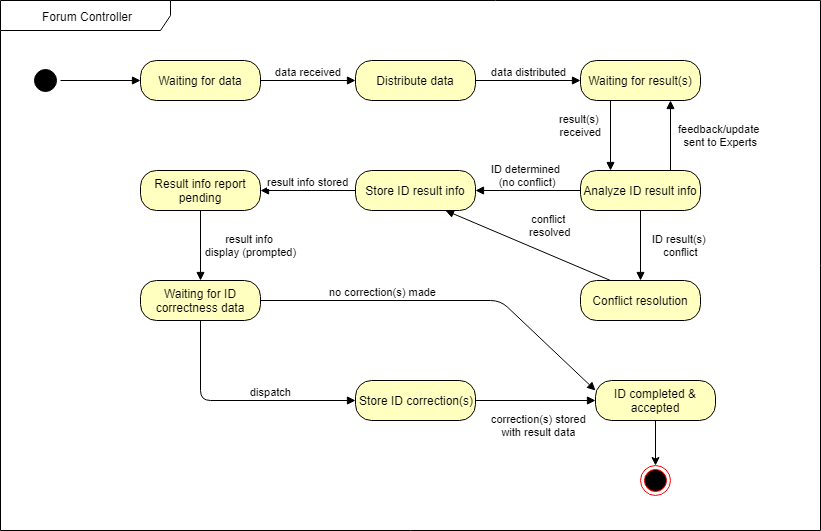 Forum Controller
Waiting for data
data received
Distribute data
data distributed
Waiting for result(s)
result(s)
received
feedback/update
sent to Experts
Result info report
pending
result info stored
Store ID result info
ID determined
(no conflict)
Analyze ID result info
conflict
resolved
result info
display (prompted)
ID result(s)
conflict
Waiting for ID
correctness data
no correction(s) made
Conflict resolution
dispatch
Store ID correction(s)
correction(s) stored
with result data
ID completed &
accepted